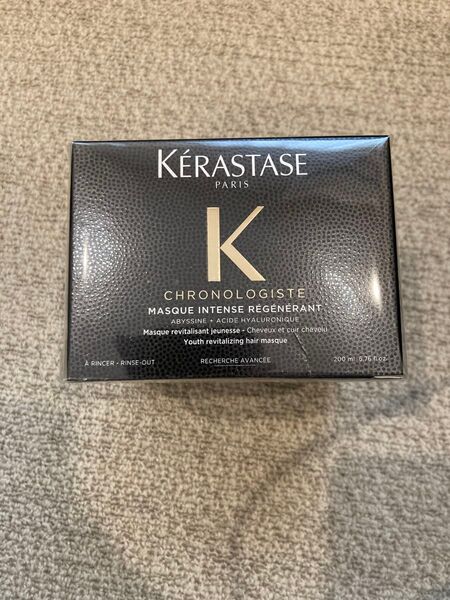 KÉRASTASE
PARIS
K
CHRONOLOGISTE
MASQUE INTENSE RÉGÉNÉRANT
ABYSSINE + ACIDE HYALURONIQUE
Masque revitalisant jeunesse - Cheveux et cuir chevelu
Youth revitalizing hair masque
À RINCER - RINSE-OUT RECHERCHE AVANCÉE 200 ml 6.76 fl.oz.